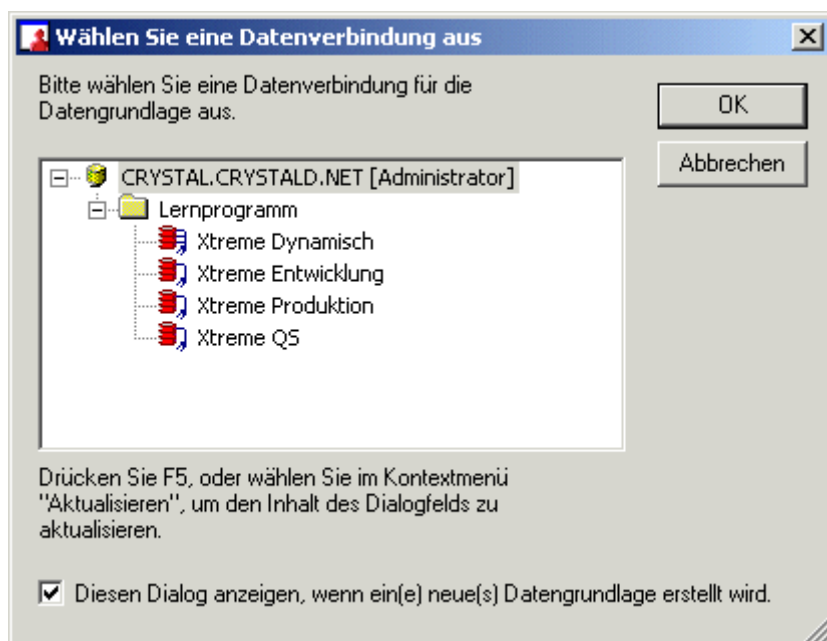 Wählen Sie eine Datenverbindung aus
Bitte wählen Sie eine Datenverbindung für die
Datengrundlage aus.
OK
Abbrechen
CRYSTAL.CRYSTALD.NET [Administrator]
Lernprogramm
Xtreme Dynamisch
Xtreme Entwicklung
Xtreme Produktion
Xtreme QS
Drücken Sie F5, oder wählen Sie im Kontextmenü
"Aktualisieren", um den Inhalt des Dialogfelds zu
aktualisieren.
Diesen Dialog anzeigen, wenn ein(e) neue(s) Datengrundlage erstellt wird.